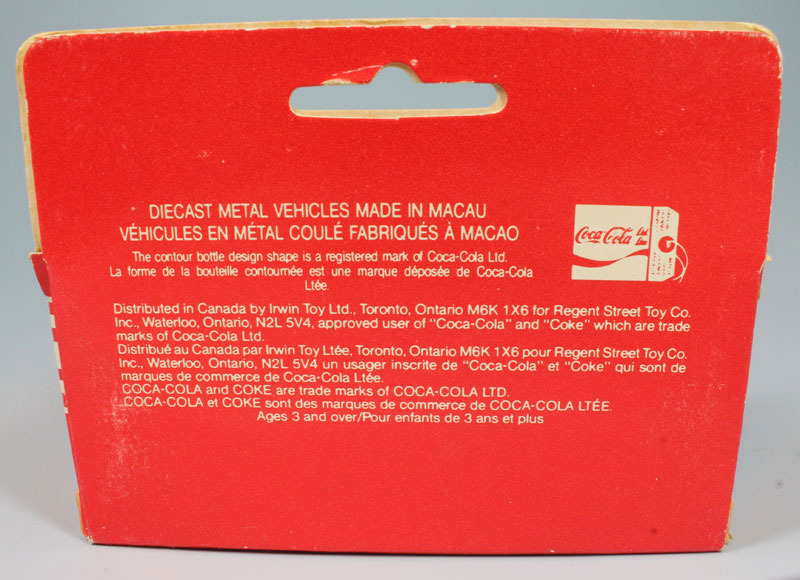 DIECAST METAL VEHICLES MADE IN MACAU
VÉHICULES EN MÉTAL COULÉ FABRIQUÉS À MACAO
The contour bottle design shape is a registered mark of Coca-Cola Ltd.
La forme de la bouteille contournée est une marque déposée de Coca-Cola
Ltée.
Coca-Cola Ltd.
Ltée
Distributed in Canada by Irwin Toy Ltd., Toronto, Ontario M6K 1X6 for Regent Street Toy Co.
Inc., Waterloo, Ontario, N2L 5V4, approved user of "Coca-Cola" and "Coke" which are trade
marks of Coca-Cola Ltd.
Distribué au Canada par Irwin Toy Ltée, Toronto, Ontario M6K 1X6 pour Regent Street Toy Co.
Inc., Waterloo, Ontario, N2L 5V4 un usager inscrite de "Coca-Cola" et "Coke" qui sont de
marques de commerce de Coca-Cola Ltée.
COCA-COLA and COKE are trade marks of COCA-COLA LTD.
COCA-COLA et COKE sont des marques de commerce de COCA-COLA LTÉE.
Ages 3 and over/Pour enfants de 3 ans et plus